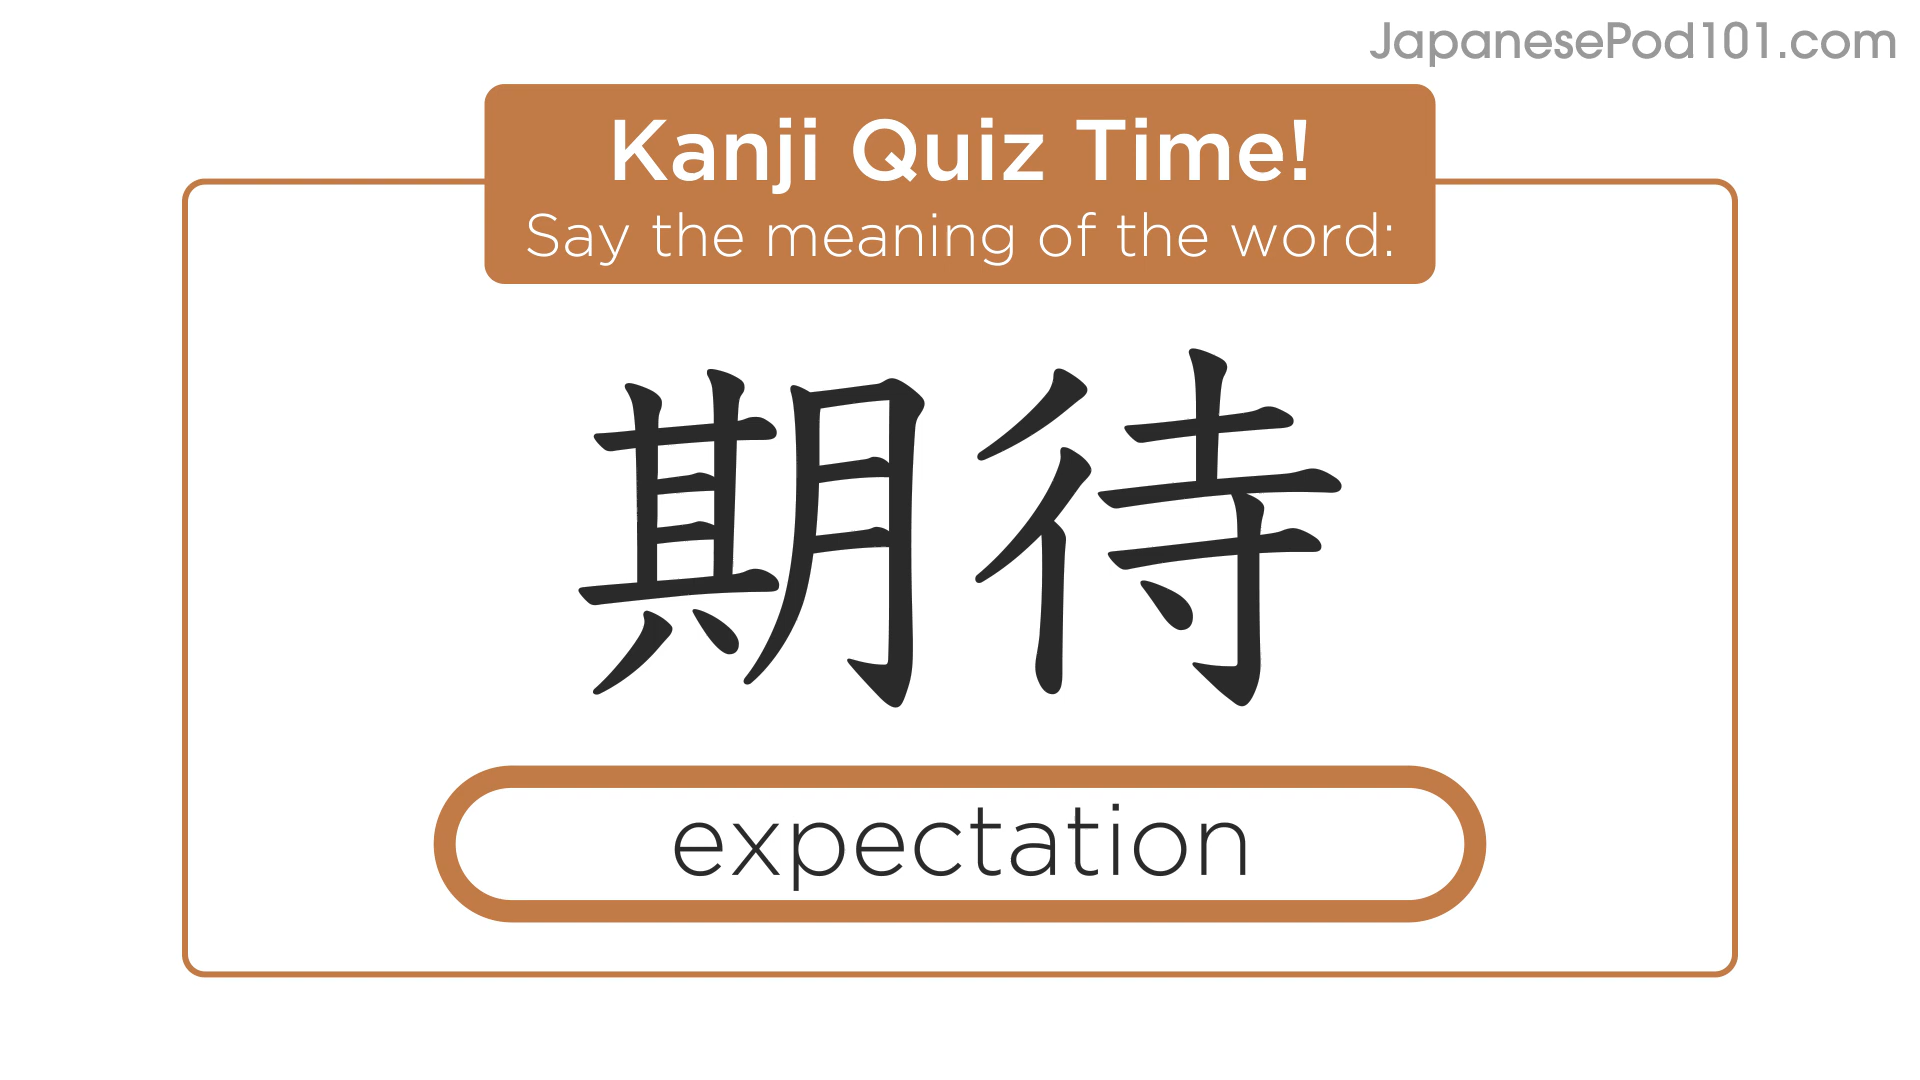 JapanesePod101.com
Kanji Quiz Time!
Say the meaning of the word:
期待
expectation